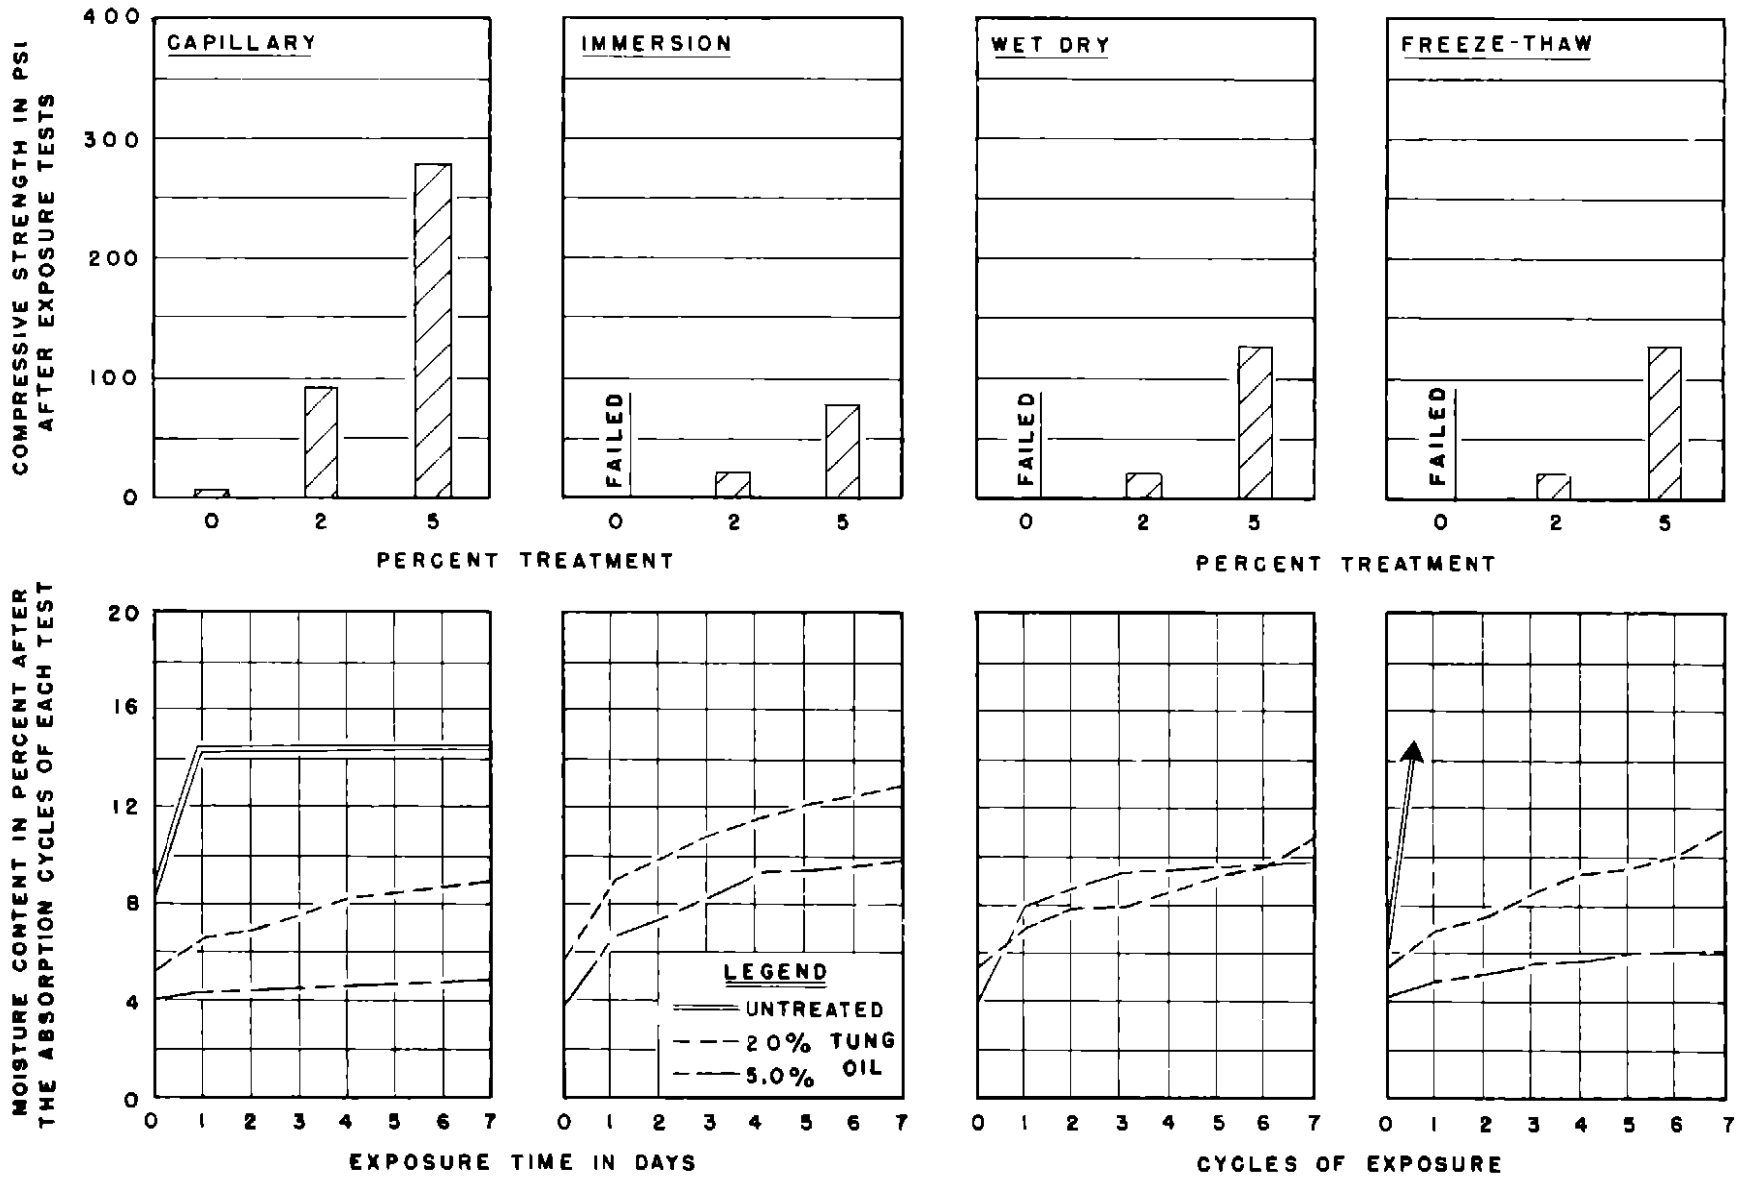 COMPRESSIVE STRENGTH IN PSI
AFTER EXPOSURE TESTS
400
300
200
100
0
CAPILLARY
IMMERSION
WET DRY
FREEZE-THAW
FAILED
FAILED
FAILED
0 2 5
0 2 5
0 2 5
0 2 5
PERCENT TREATMENT
PERCENT TREATMENT
MOISTURE CONTENT IN PERCENT AFTER
THE ABSORPTION CYCLES OF EACH TEST
20
16
12
8
4
0
LEGEND
UNTREATED
2 0% TUNG
5.0% OIL
0 1 2 3 4 5 6 7
0 1 2 3 4 5 6 7
0 1 2 3 4 5 6 7
0 1 2 3 4 5 6 7
EXPOSURE TIME IN DAYS
CYCLES OF EXPOSURE